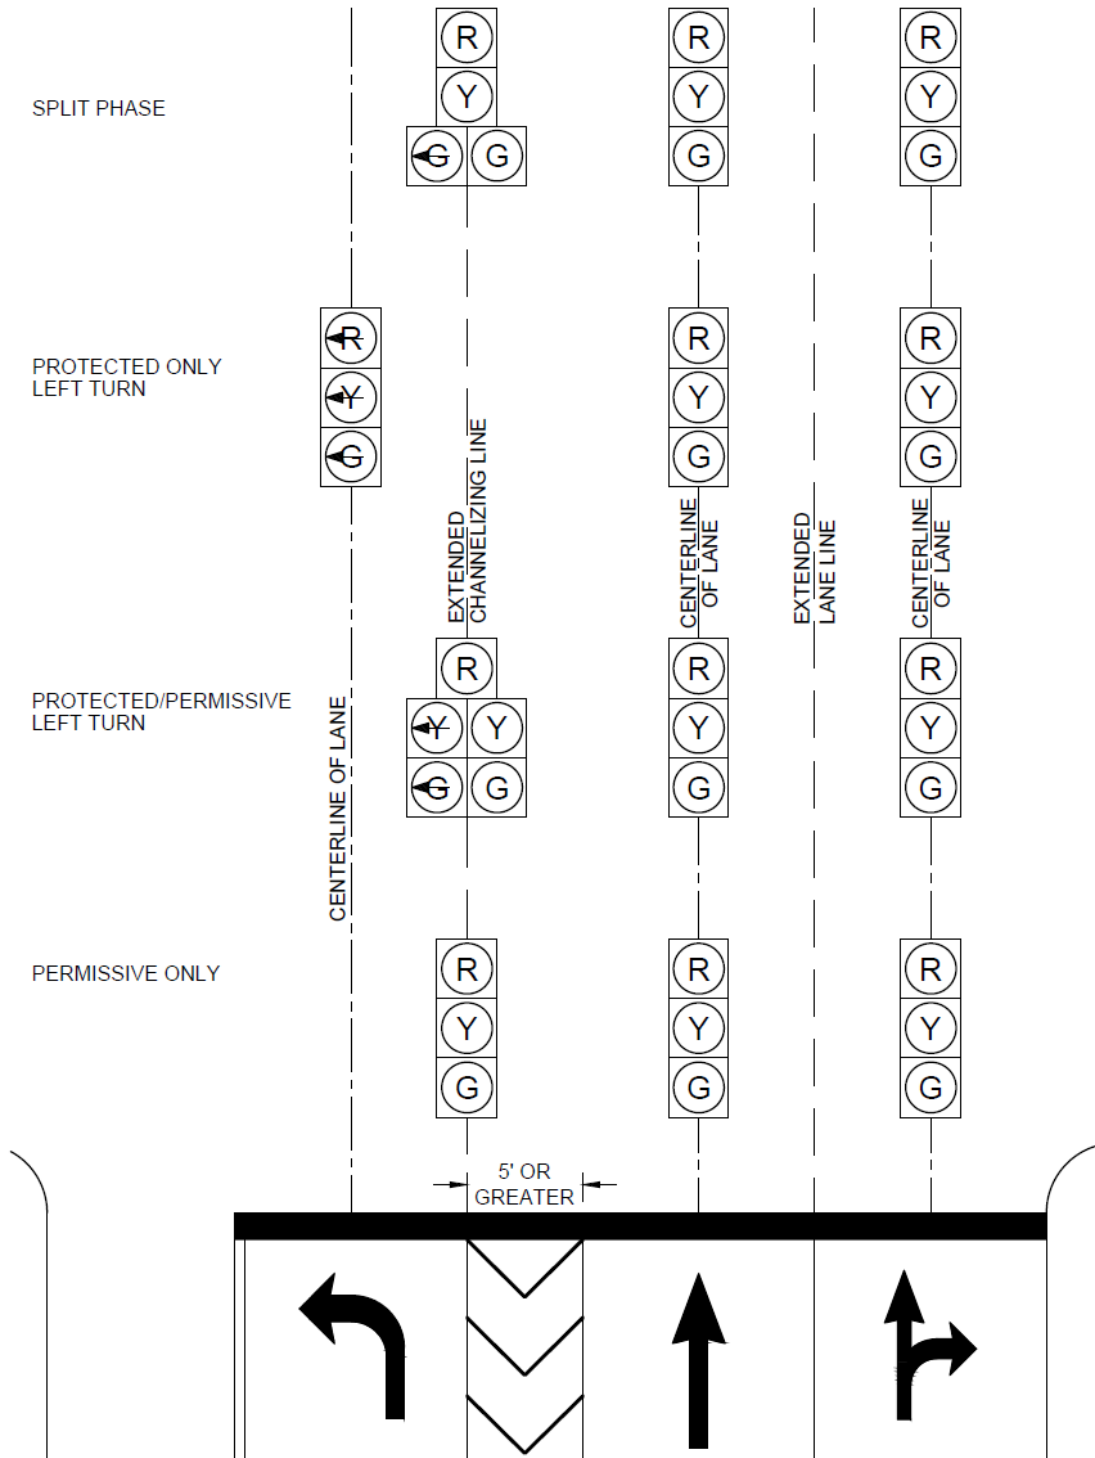 R R R
SPLIT PHASE
Y Y Y
G G G G
R R R
PROTECTED ONLY
LEFT TURN
Y Y Y
G G G
EXTENDED
CHANNELIZING LINE
CENTERLINE
OF LANE
EXTENDED
LANE LINE
CENTERLINE
OF LANE
R R R
PROTECTED/PERMISSIVE
LEFT TURN
Y Y Y Y
G G G G
CENTERLINE OF LANE
R R R
PERMISSIVE ONLY
Y Y Y
G G G
5' OR
GREATER